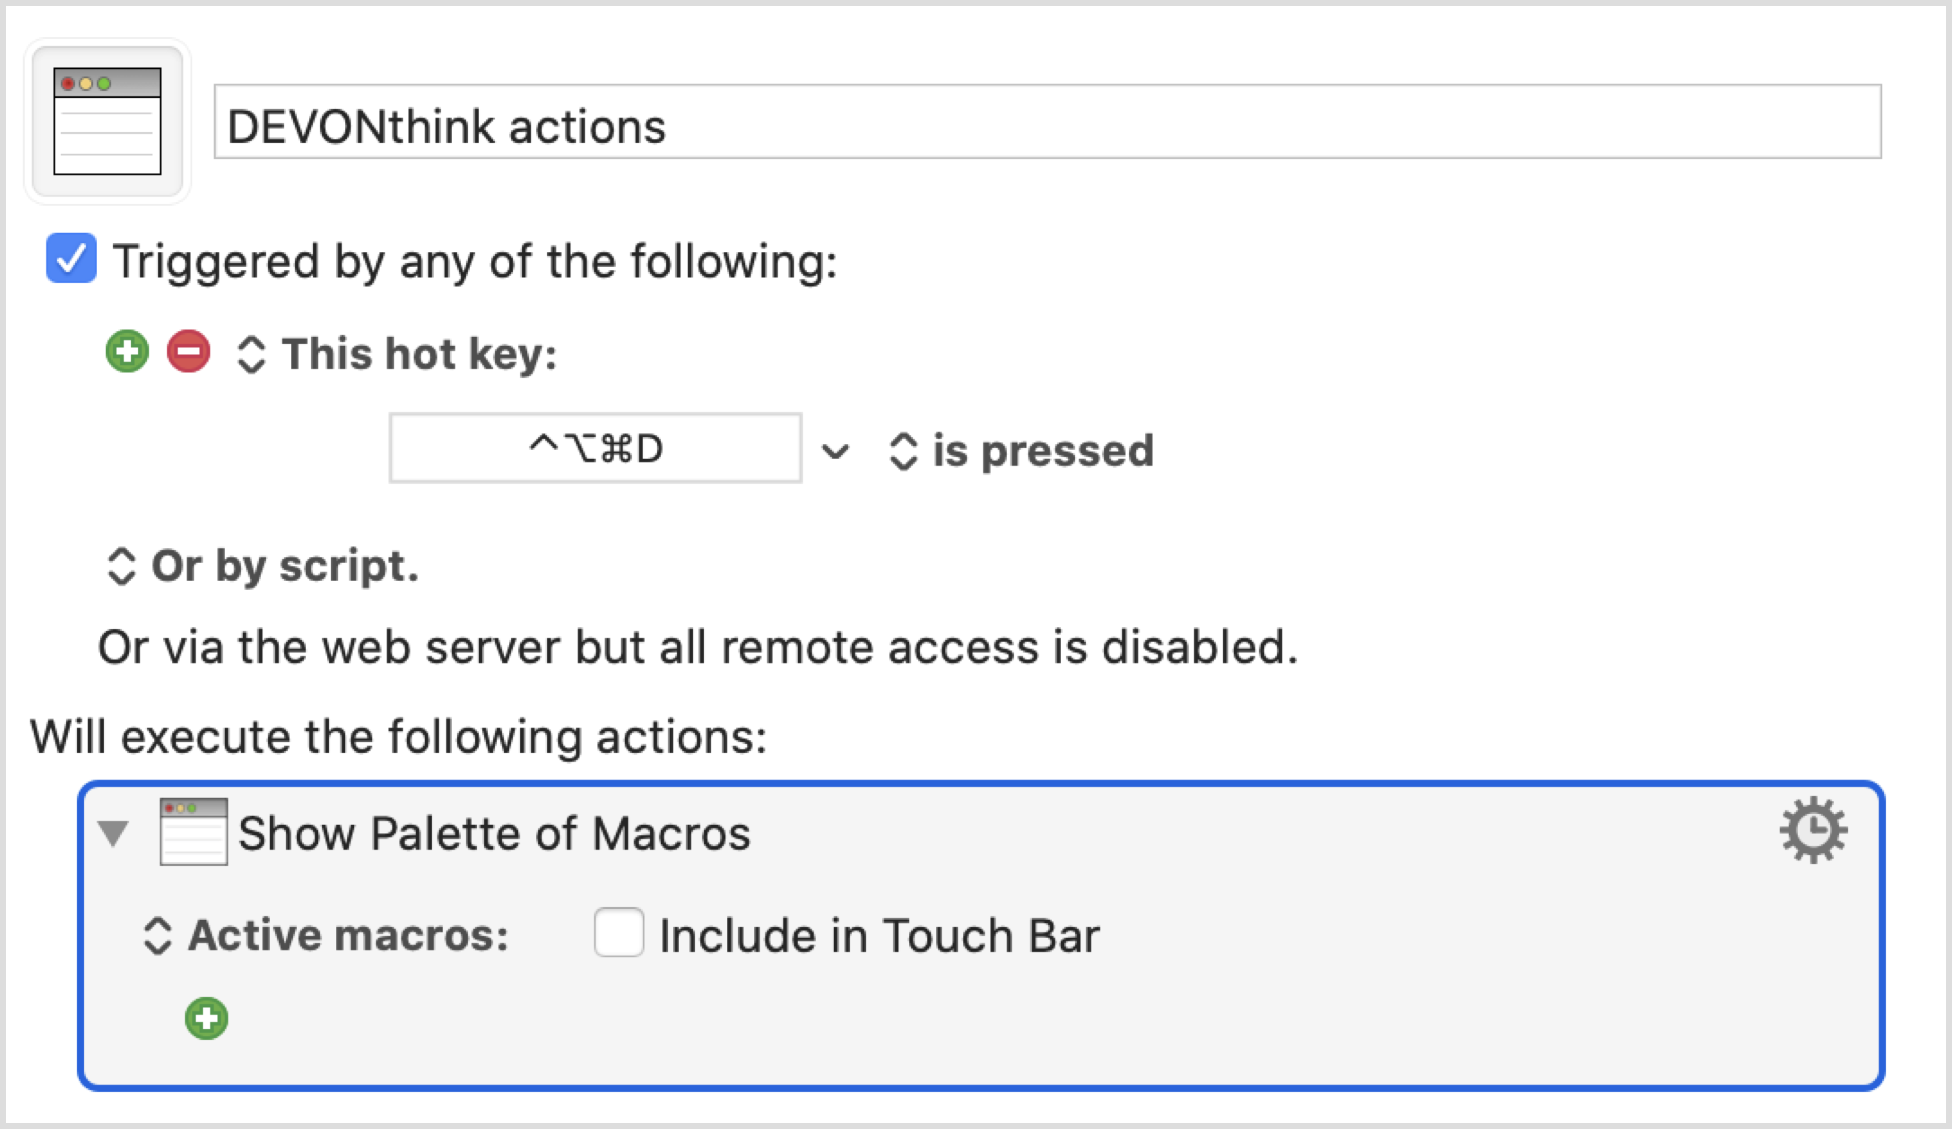 DEVONthink actions
Triggered by any of the following:
This hot key:
^⌥⌘D is pressed
Or by script.
Or via the web server but all remote access is disabled.
Will execute the following actions:
Show Palette of Macros
Active macros: Include in Touch Bar